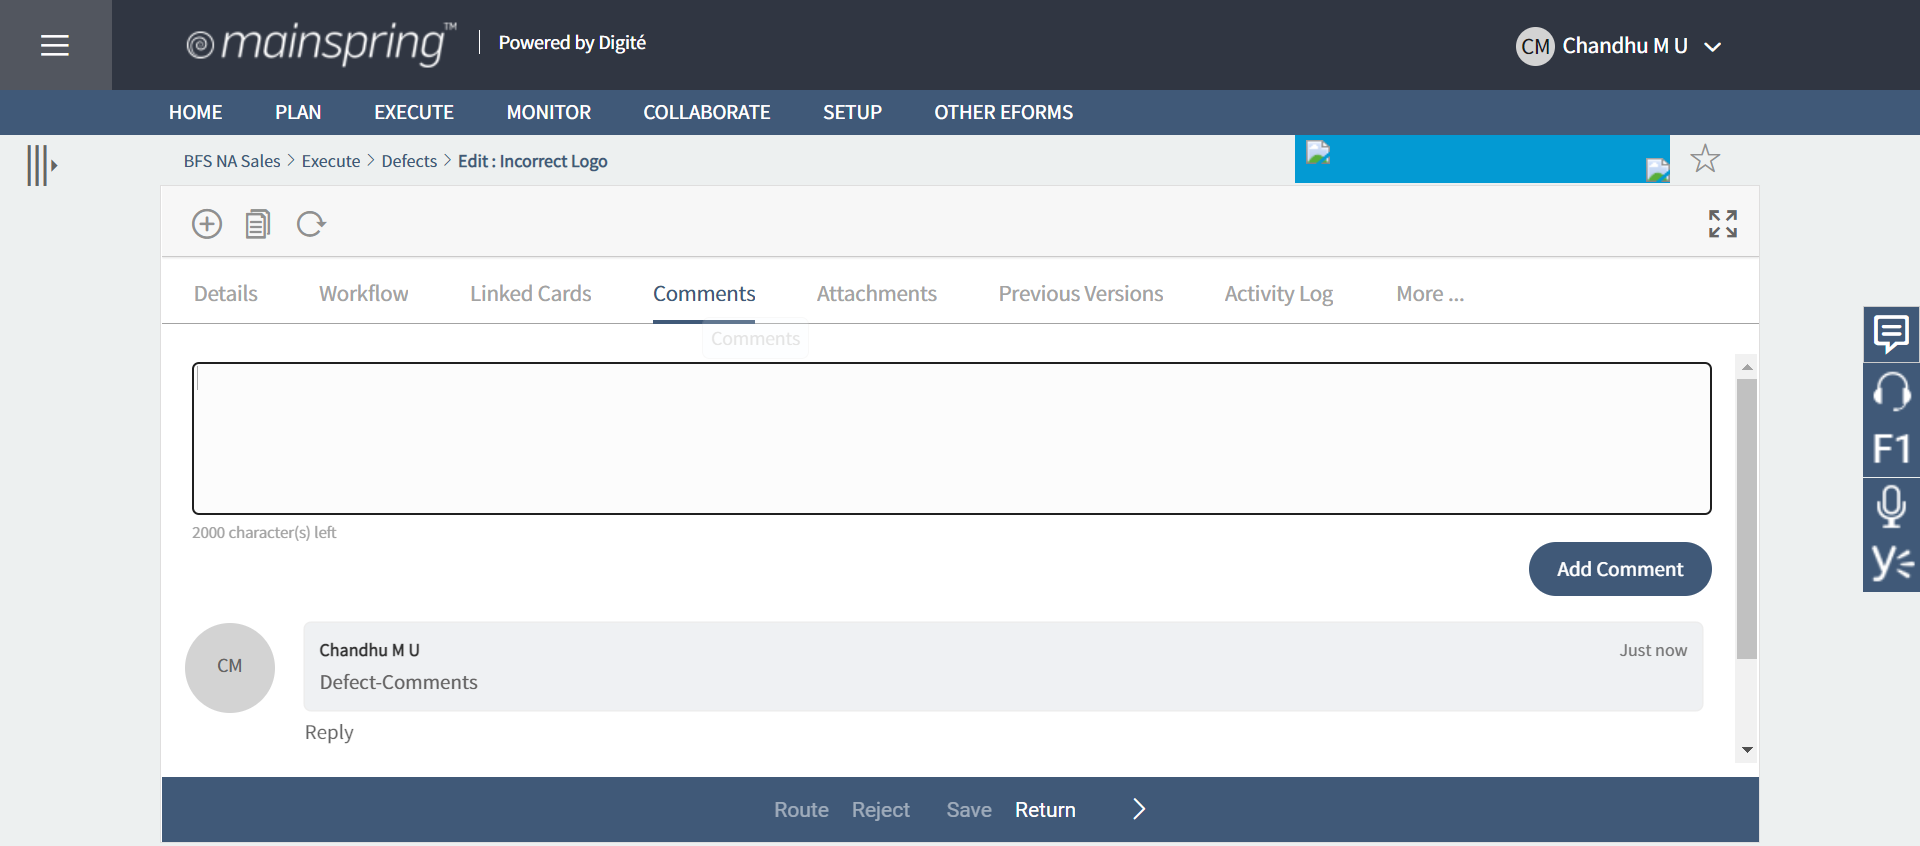 mainspring™ Powered by Digité
CM Chandhu M U
HOME PLAN EXECUTE MONITOR COLLABORATE SETUP OTHER EFORMS
BFS NA Sales > Execute > Defects > Edit : Incorrect Logo
Details Workflow Linked Cards Comments Attachments Previous Versions Activity Log More ...
Comments
2000 character(s) left
Add Comment
CM
Chandhu M U Just now
Defect-Comments
Reply
Route Reject Save Return
F1
y